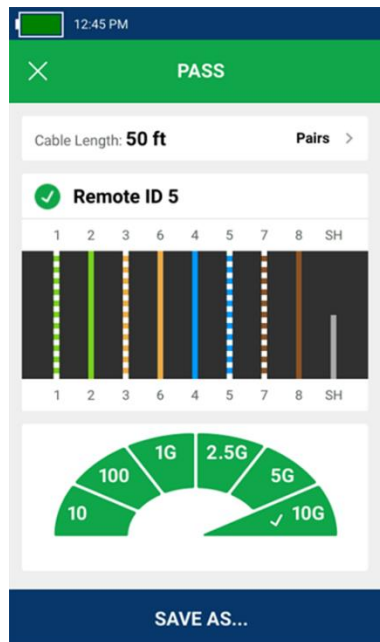 12:45 PM
PASS
Cable Length: 50 ft Pairs >
Remote ID 5
1 2 3 6 4 5 7 8 SH
1 2 3 6 4 5 7 8 SH
10 100 1G 2.5G 5G 10G
SAVE AS...